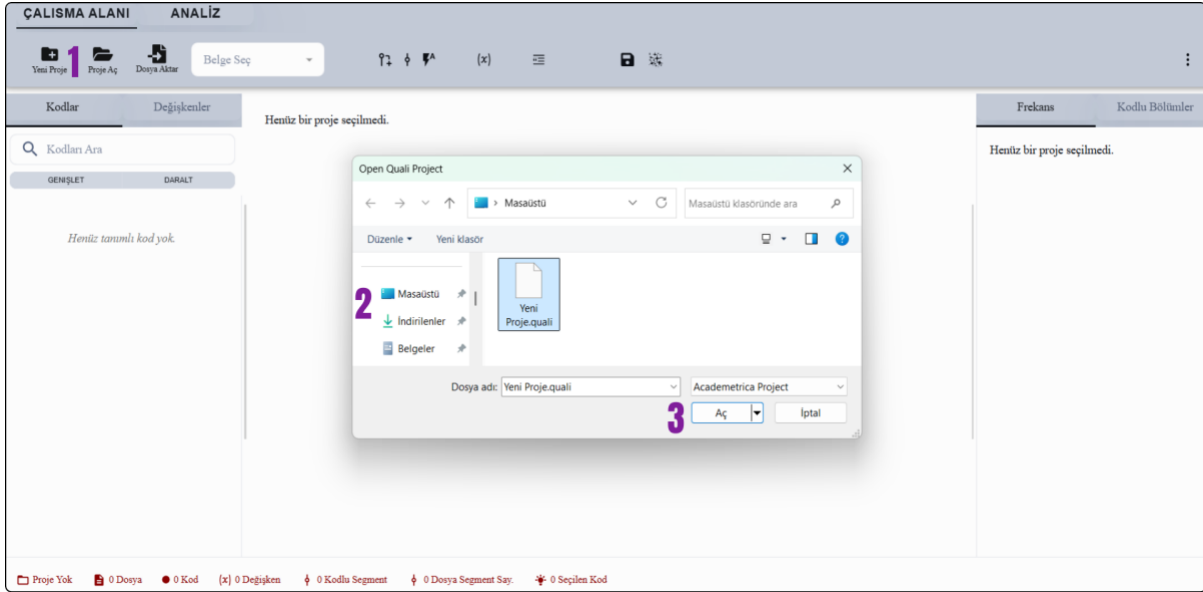 ÇALISMA ALANI ANALİZ
1
Yeni Proje Proje Aç Dosya Aktar Belge Seç (x)
Kodlar Değişkenler
Henüz bir proje seçilmedi.
Frekans Kodlu Bölümler
Kodları Ara
Henüz bir proje seçilmedi.
GENIŞLET DARALT
Henüz tanımlı kod yok.
Open Quali Project
Masaüstü
Masaüstü klasöründe ara
Düzenle Yeni klasör
2
Masaüstü
İndirilenler
Belgeler
Yeni
Proje.quali
Dosya adı: Yeni Proje.quali Academetrica Project
3
Aç İptal
Proje Yok 0 Dosya 0 Kod (x) 0 Değişken 0 Kodlu Segment 0 Dosya Segment Say. 0 Seçilen Kod